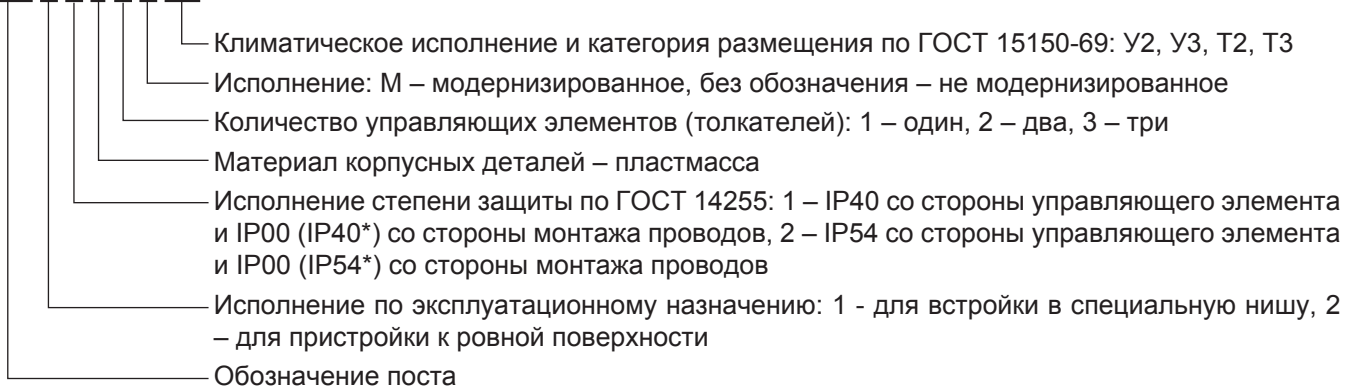 Климатическое исполнение и категория размещения по ГОСТ 15150-69: У2, У3, Т2, Т3
Исполнение: М – модернизированное, без обозначения – не модернизированное
Количество управляющих элементов (толкателей): 1 – один, 2 – два, 3 – три
Материал корпусных деталей – пластмасса
Исполнение степени защиты по ГОСТ 14255: 1 – IP40 со стороны управляющего элемента
и IP00 (IP40*) со стороны монтажа проводов, 2 – IP54 со стороны управляющего элемента
и IP00 (IP54*) со стороны монтажа проводов
Исполнение по эксплуатационному назначению: 1 - для встройки в специальную нишу, 2
– для пристройки к ровной поверхности
Обозначение поста